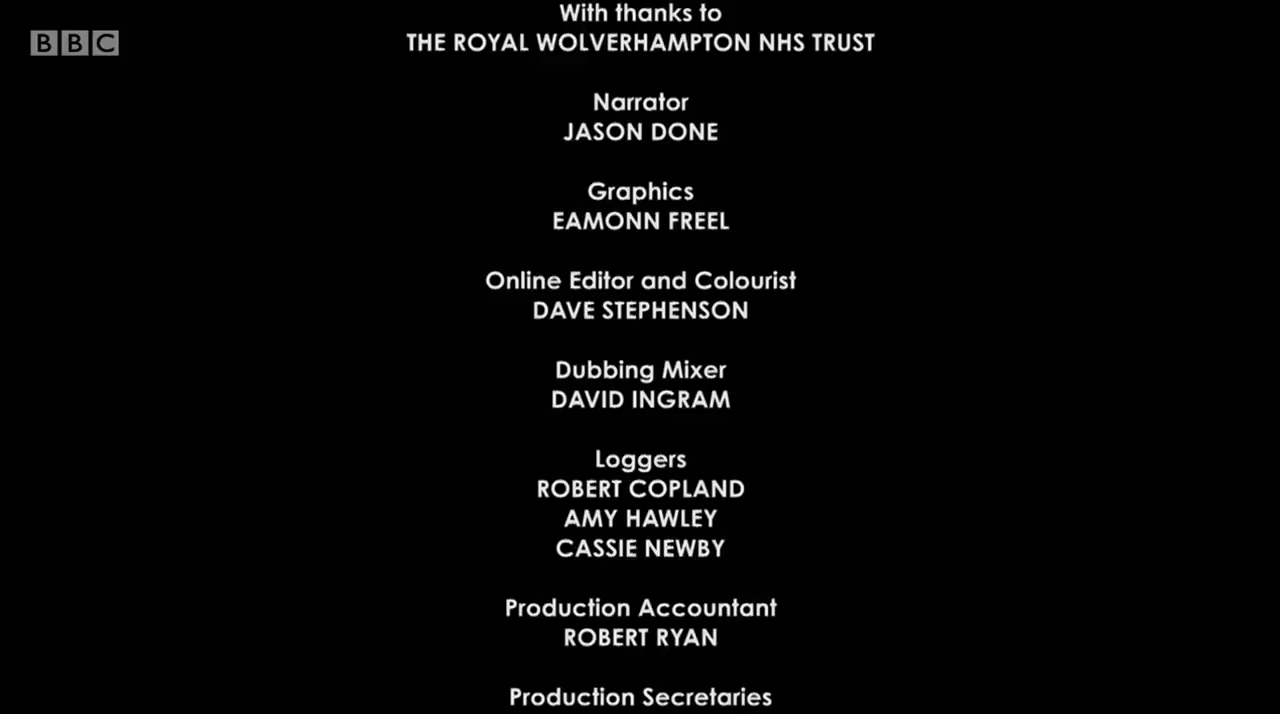 With thanks to
BBC
THE ROYAL WOLVERHAMPTON NHS TRUST
Narrator
JASON DONE
Graphics
EAMONN FREEL
Online Editor and Colourist
DAVE STEPHENSON
Dubbing Mixer
DAVID INGRAM
Loggers
ROBERT COPLAND
AMY HAWLEY
CASSIE NEWBY
Production Accountant
ROBERT RYAN
Production Secretaries